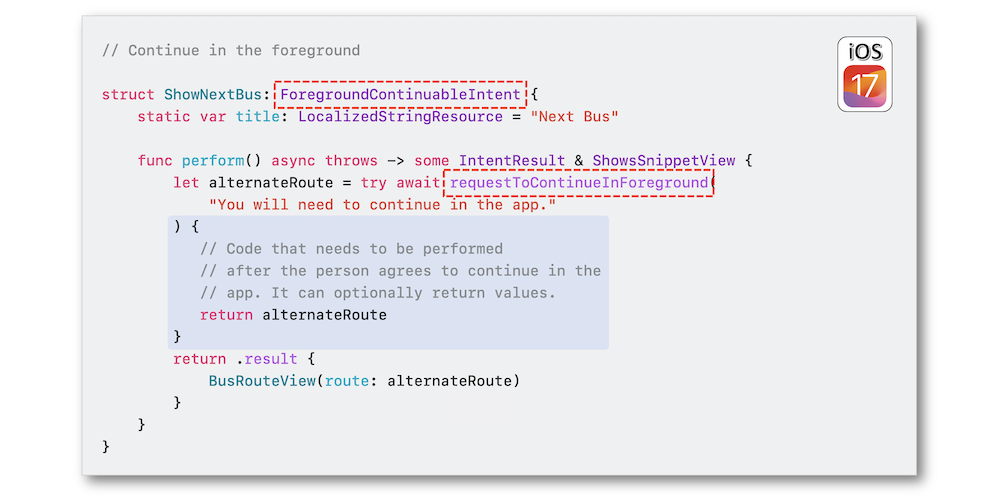 // Continue in the foreground
iOS
17
struct ShowNextBus: ForegroundContinuableIntent {
static var title: LocalizedStringResource = "Next Bus"
func perform() async throws -> some IntentResult & ShowsSnippetView {
let alternateRoute = try await requestToContinueInForeground(
"You will need to continue in the app."
) {
// Code that needs to be performed
// after the person agrees to continue in the
// app. It can optionally return values.
return alternateRoute
}
return .result {
BusRouteView(route: alternateRoute)
}
}
}